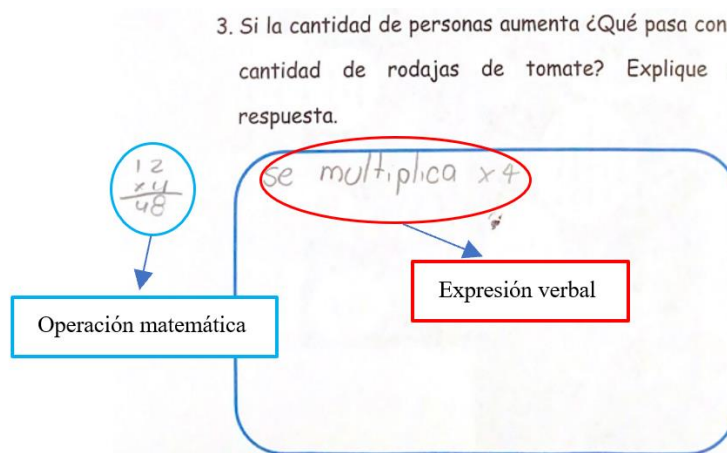 3. Si la cantidad de personas aumenta ¿Qué pasa con
cantidad de rodajas de tomate? Explique
respuesta.
12
x4
48
se multiplica x 4
Expresión verbal
Operación matemática